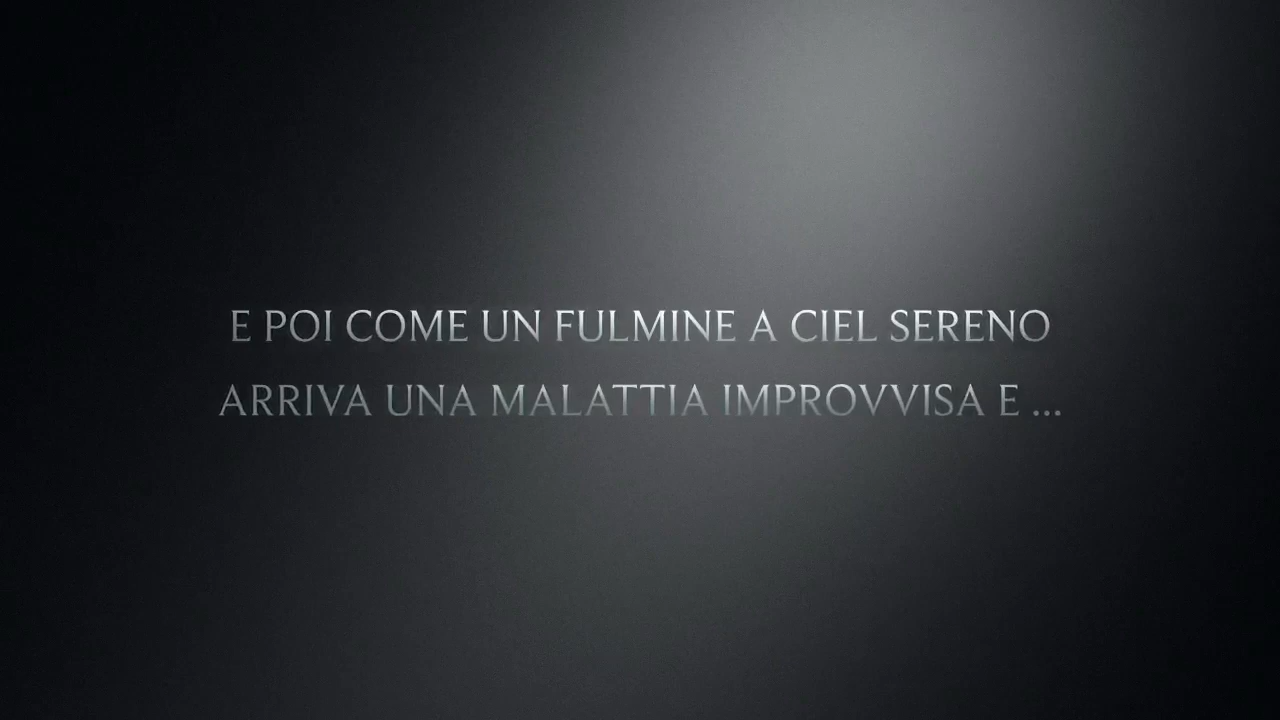 E POI COME UN FULMINE A CIEL SERENO
ARRIVA UNA MALATTIA IMPROVVISA E ...